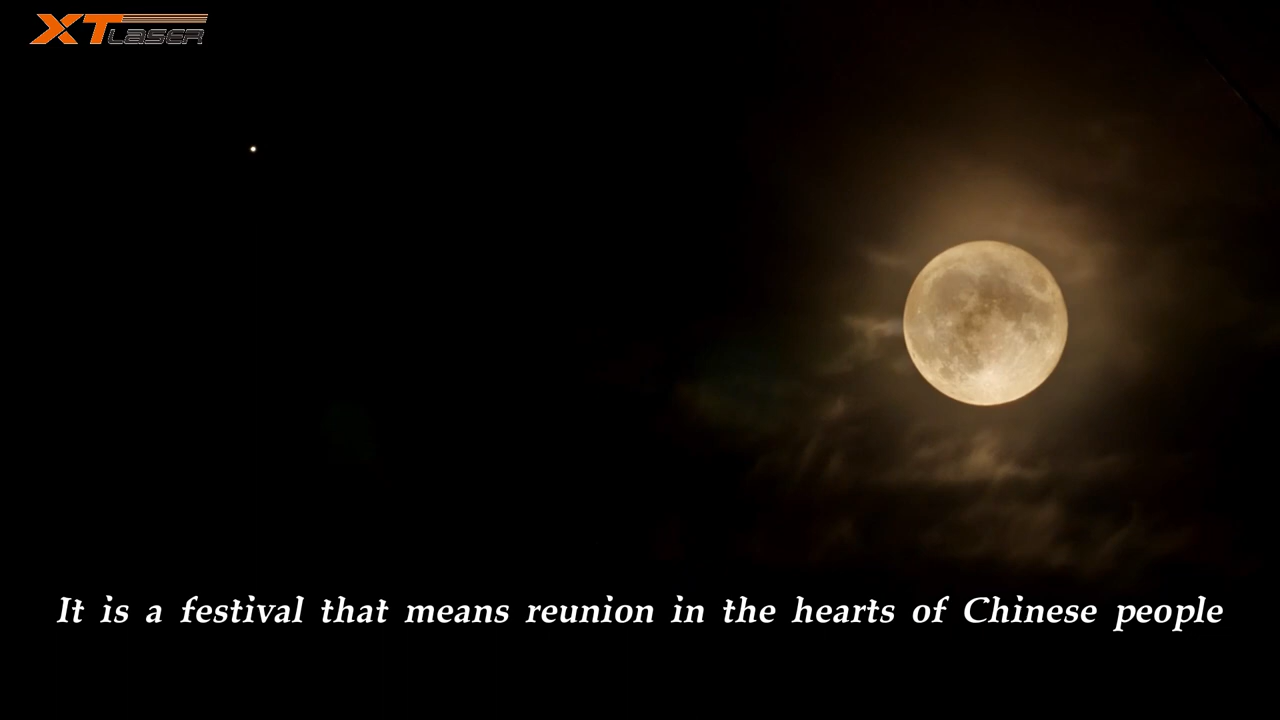 XT LASER
It is a festival that means reunion in the hearts of Chinese people